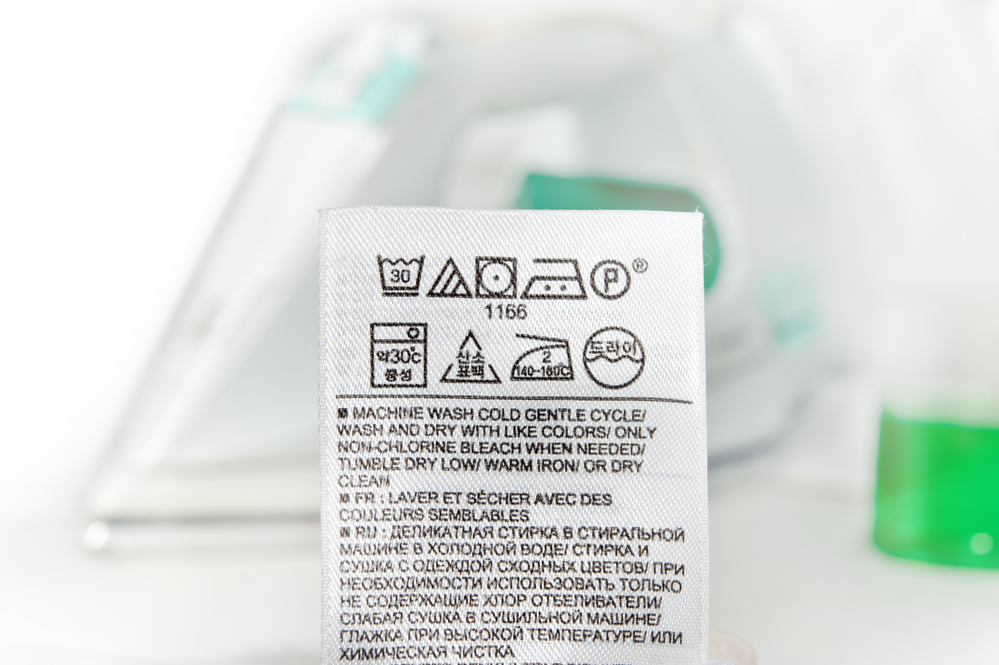 30 P ®
1166
약30℃ 산소 2 드라이
중성 표백 140~160℃
MACHINE WASH COLD GENTLE CYCLE/
WASH AND DRY WITH LIKE COLORS/ ONLY
NON-CHLORINE BLEACH WHEN NEEDED/
TUMBLE DRY LOW/ WARM IRON/ OR DRY
CLEAN
FR : LAVER ET SÉCHER AVEC DES
COULEURS SEMBLABLES
RU : ДЕЛИКАТНАЯ СТИРКА В СТИРАЛЬНОЙ
МАШИНЕ В ХОЛОДНОЙ ВОДЕ/ СТИРКА И
СУШКА С ОДЕЖДОЙ СХОДНЫХ ЦВЕТОВ/ ПРИ
НЕОБХОДИМОСТИ ИСПОЛЬЗОВАТЬ ТОЛЬКО
НЕ СОДЕРЖАЩИЕ ХЛОР ОТБЕЛИВАТЕЛИ/
СЛАБАЯ СУШКА В СУШИЛЬНОЙ МАШИНЕ/
ГЛАЖКА ПРИ ВЫСОКОЙ ТЕМПЕРАТУРЕ/ ИЛИ
ХИМИЧЕСКАЯ ЧИСТКА